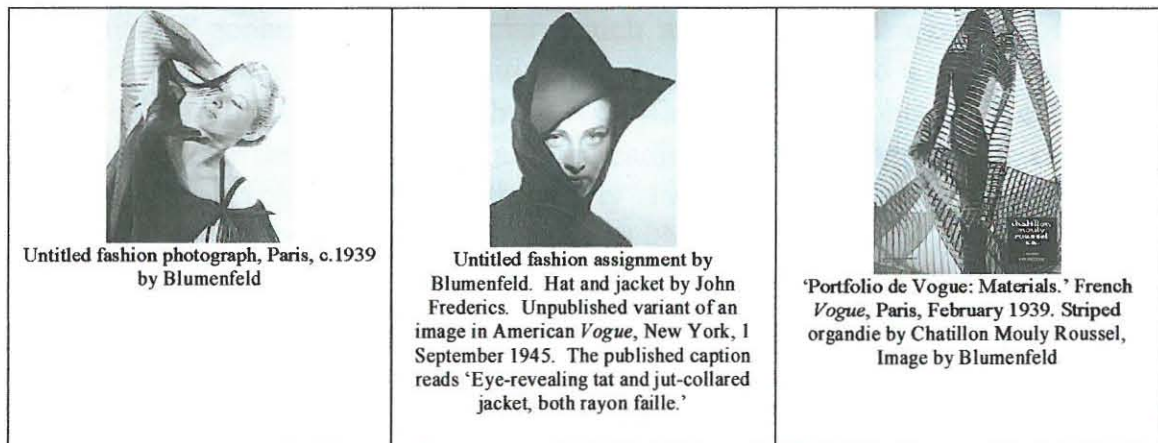 Untitled fashion photograph, Paris, c.1939
by Blumenfeld
Untitled fashion assignment by
Blumenfeld. Hat and jacket by John
Frederics. Unpublished variant of an
image in American Vogue, New York, 1
September 1945. The published caption
reads ‘Eye-revealing tat and jut-collared
jacket, both rayon faille.’
chatillon
mouly
roussel
‘Portfolio de Vogue: Materials.’ French
Vogue, Paris, February 1939. Striped
organdie by Chatillon Mouly Roussel,
Image by Blumenfeld